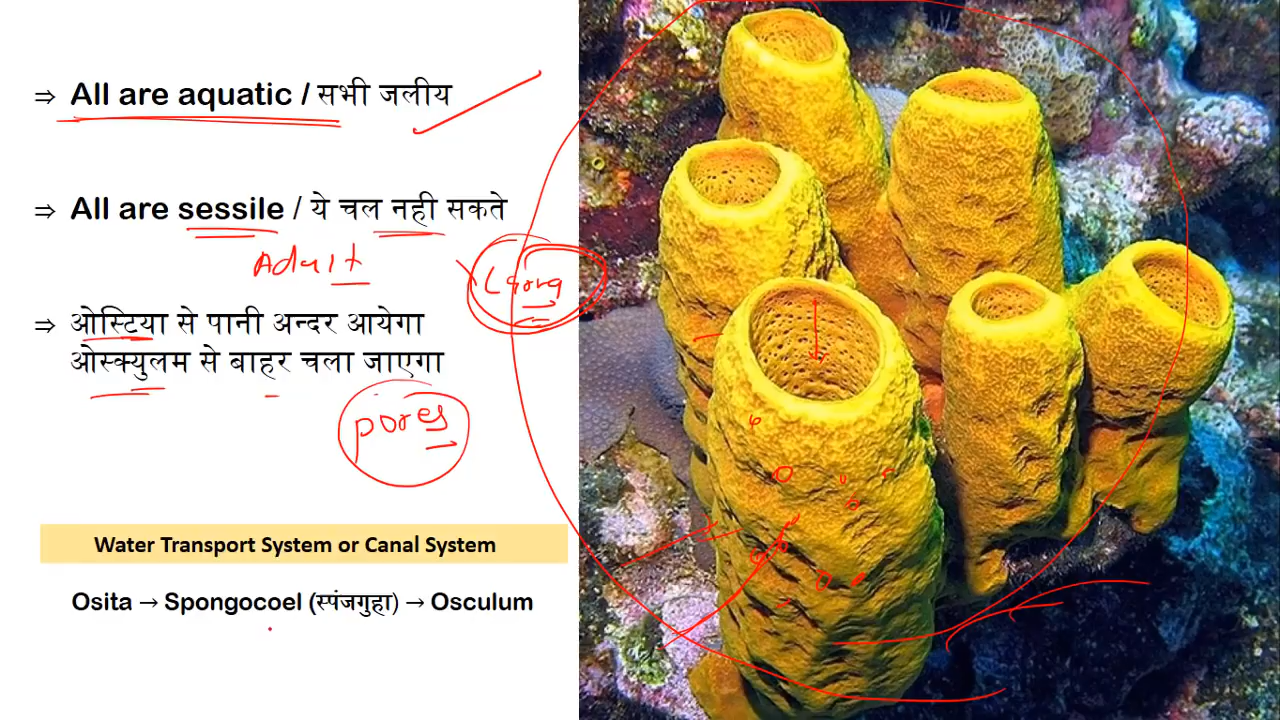 ⇒ All are aquatic / सभी जलीय
⇒ All are sessile / ये चल नही सकते
Adult
Larva
⇒ ओस्टिया से पानी अन्दर आयेगा
ओस्क्युलम से बाहर चला जाएगा
pores
Water Transport System or Canal System
Osita → Spongocoel (स्पंजगुहा) → Osculum